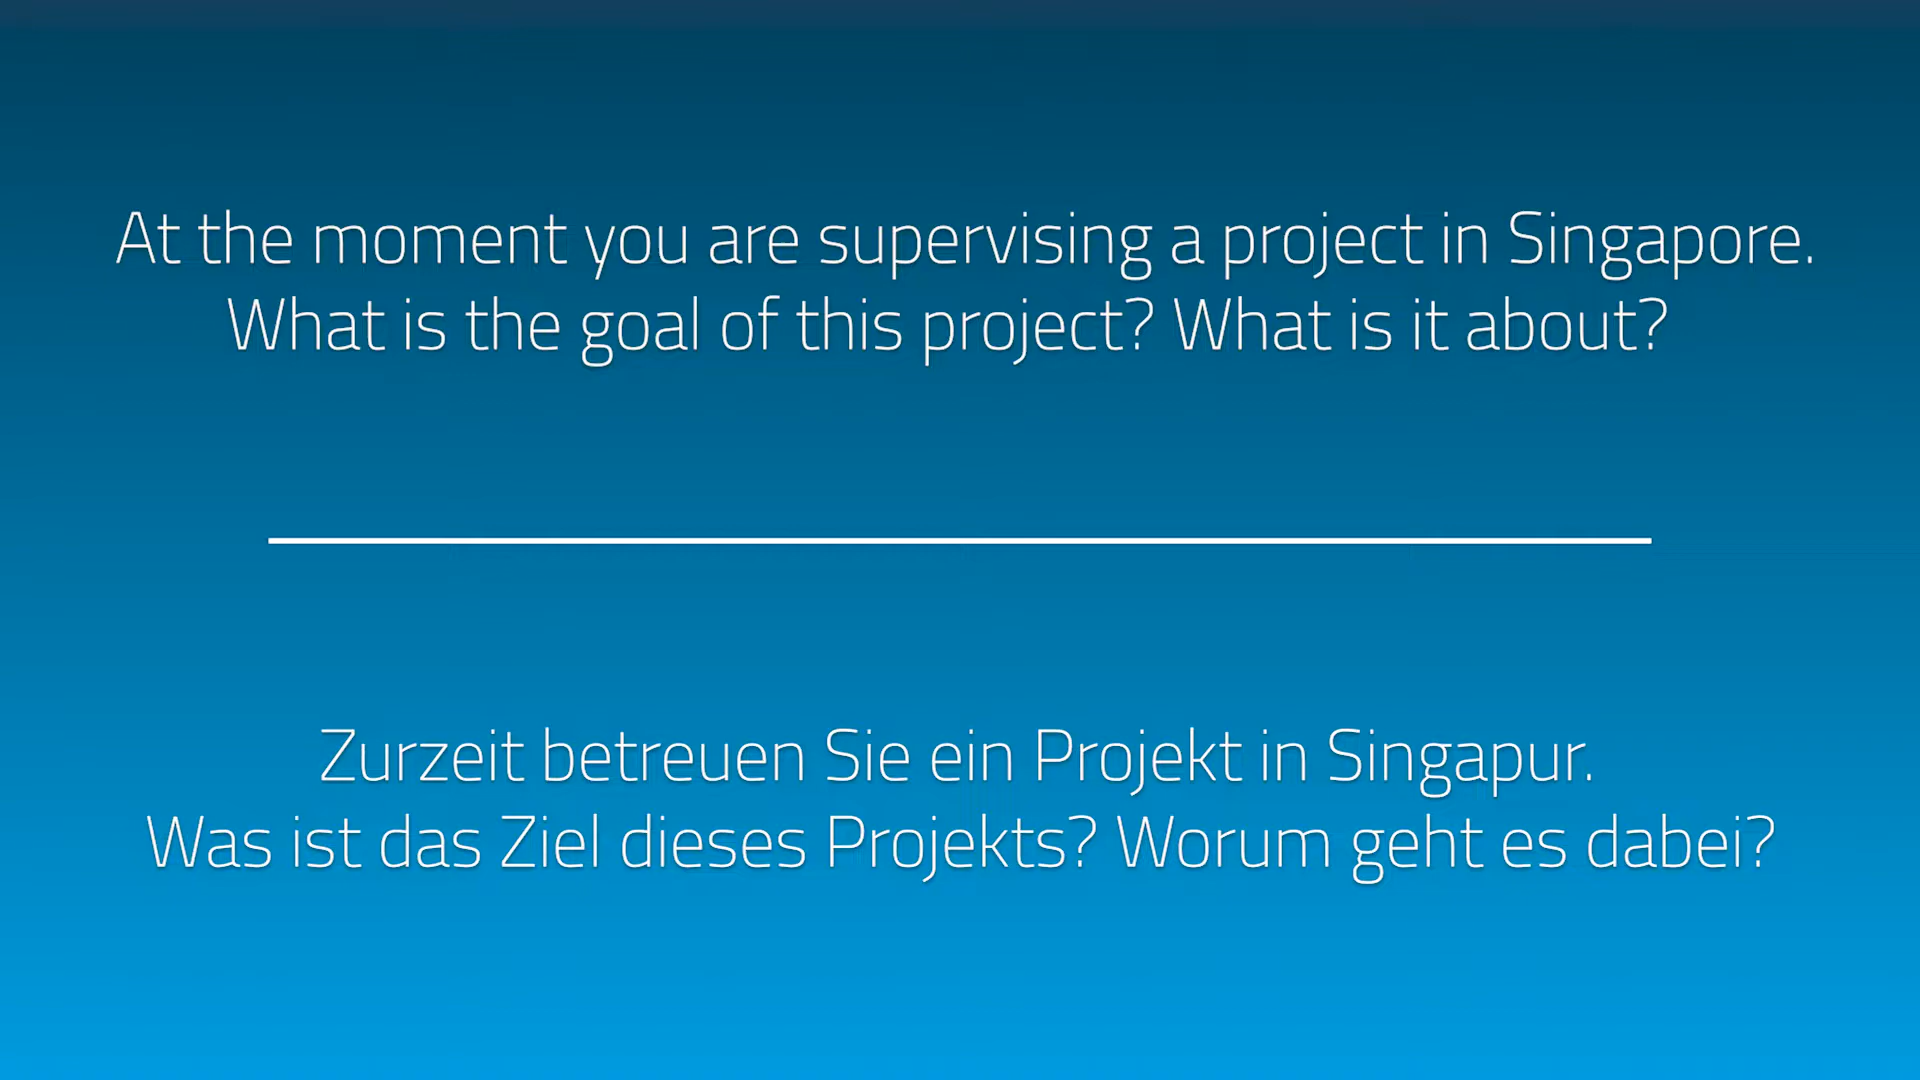 At the moment you are supervising a project in Singapore.
What is the goal of this project? What is it about?
Zurzeit betreuen Sie ein Projekt in Singapur.
Was ist das Ziel dieses Projekts? Worum geht es dabei?